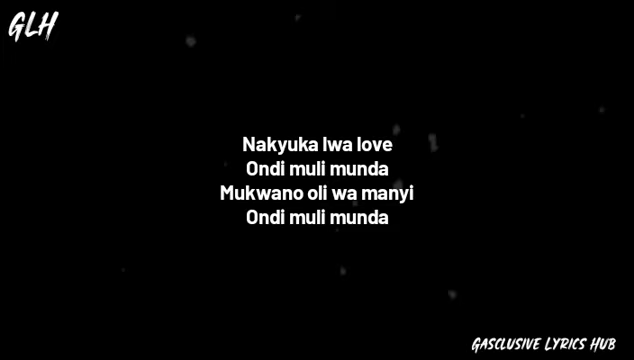 GLH
Nakyuka lwa love
Ondi muli munda
Mukwano oli wa manyi
Ondi muli munda
GASCLUSIVE LYRICS HUB